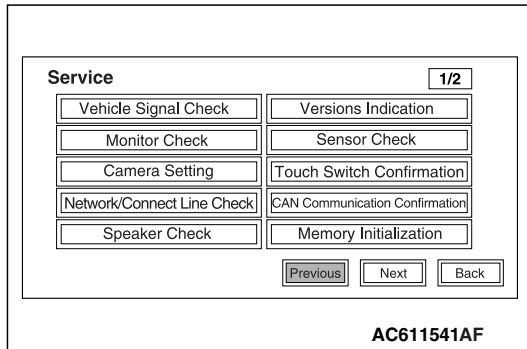 Service 1/2
Vehicle Signal Check Versions Indication
Monitor Check Sensor Check
Camera Setting Touch Switch Confirmation
Network/Connect Line Check CAN Communication Confirmation
Speaker Check Memory Initialization
Previous Next Back
AC611541AF